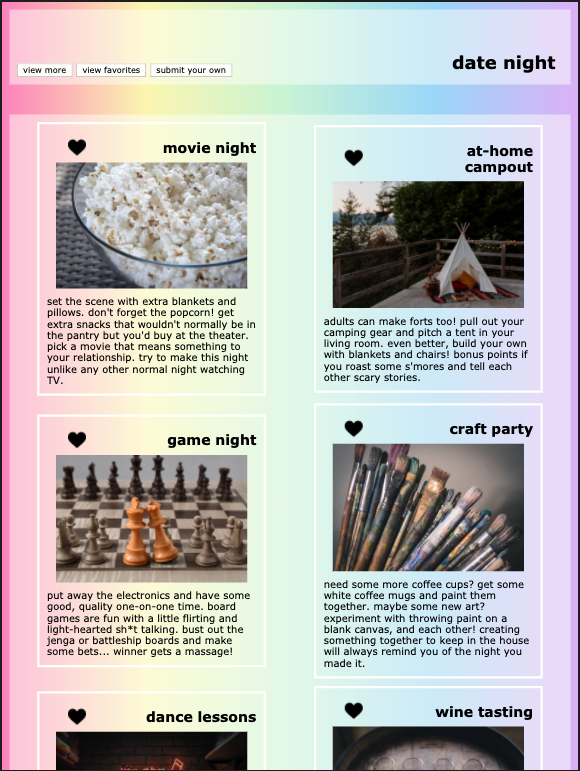 date night
view more
view favorites
submit your own
movie night
set the scene with extra blankets and
pillows. don't forget the popcorn! get
extra snacks that wouldn't normally be in
the pantry but you'd buy at the theater.
pick a movie that means something to
your relationship. try to make this night
unlike any other normal night watching
TV.
at-home
campout
adults can make forts too! pull out your
camping gear and pitch a tent in your
living room. even better, build your own
with blankets and chairs! bonus points if
you roast some s'mores and tell each
other scary stories.
game night
put away the electronics and have some
good, quality one-on-one time. board
games are fun with a little flirting and
light-hearted sh*t talking. bust out the
jenga or battleship boards and make
some bets... winner gets a massage!
craft party
need some more coffee cups? get some
white coffee mugs and paint them
together. maybe some new art?
experiment with throwing paint on a
blank canvas, and each other! creating
something together to keep in the house
will always remind you of the night you
made it.
dance lessons
wine tasting